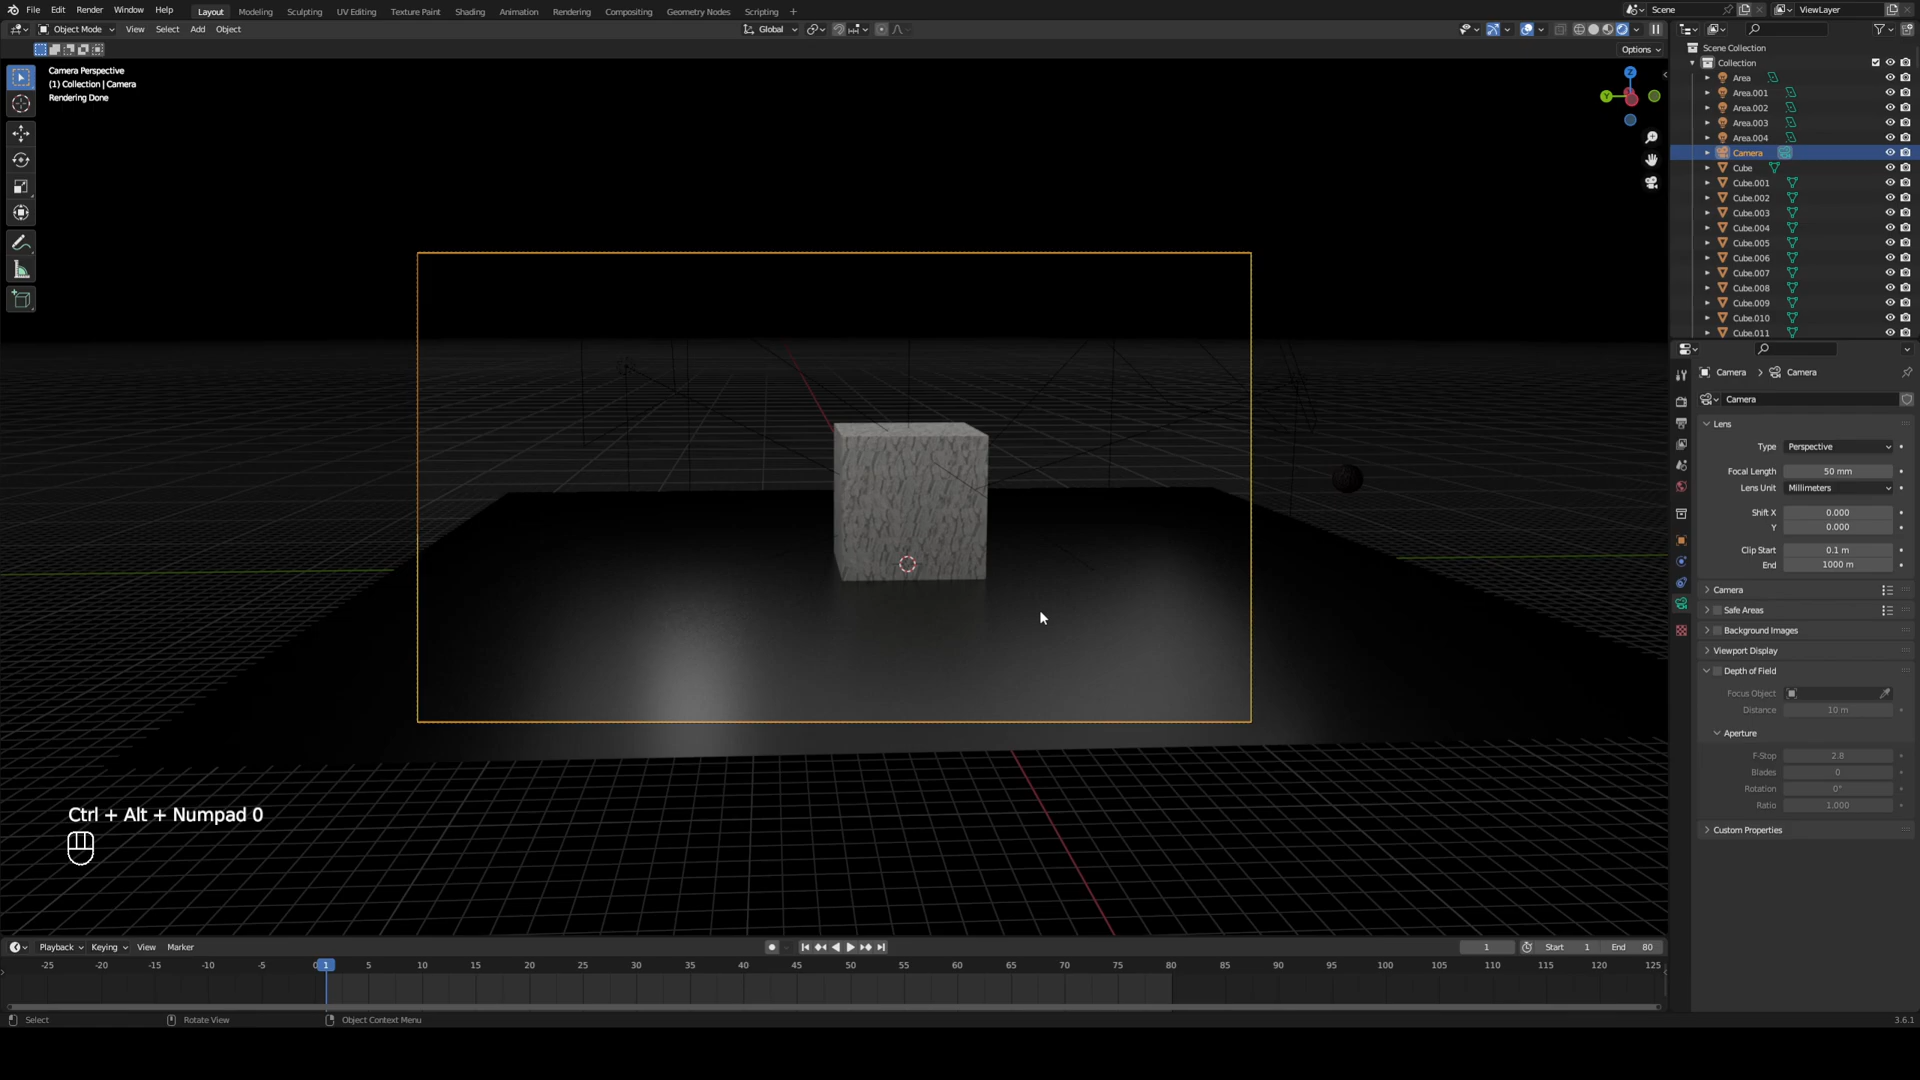 File Edit Render Window Help Layout Modeling Sculpting UV Editing Texture Paint Shading Animation Rendering Compositing Geometry Nodes Scripting + Scene ViewLayer
Object Mode View Select Add Object Global
Options
Camera Perspective
(1) Collection | Camera
Rendering Done
Z
Y
Scene Collection
Collection
Area
Area.001
Area.002
Area.003
Area.004
Camera
Cube
Cube.001
Cube.002
Cube.003
Cube.004
Cube.005
Cube.006
Cube.007
Cube.008
Cube.009
Cube.010
Cube.011
Camera > Camera
Camera
Lens
Type Perspective
Focal Length 50 mm
Lens Unit Millimeters
Shift X 0.000
Y 0.000
Clip Start 0.1 m
End 1000 m
Camera
Safe Areas
Background Images
Viewport Display
Depth of Field
Focus Object
Distance 10 m
Aperture
F-Stop 2.8
Blades 0
Rotation 0°
Ratio 1.000
Custom Properties
Ctrl + Alt + Numpad 0
Playback Keying View Marker 1 Start 1 End 80
-25 -20 -15 -10 -5 0 1 5 10 15 20 25 30 35 40 45 50 55 60 65 70 75 80 85 90 95 100 105 110 115 120 125
Select Rotate View Object Context Menu 3.6.1